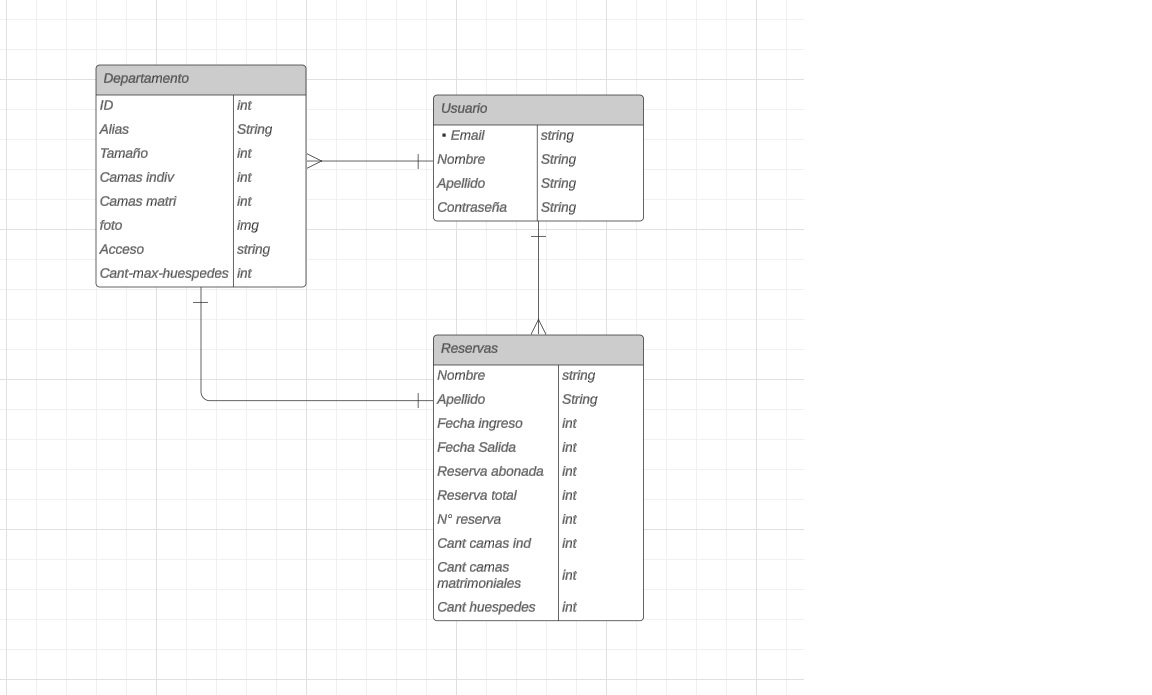 Departamento
ID int
Alias String
Tamaño int
Camas indiv int
Camas matri int
foto img
Acceso string
Cant-max-huespedes int
Usuario
• Email string
Nombre String
Apellido String
Contraseña String
Reservas
Nombre string
Apellido String
Fecha ingreso int
Fecha Salida int
Reserva abonada int
Reserva total int
N° reserva int
Cant camas ind int
Cant camas
matrimoniales int
Cant huespedes int